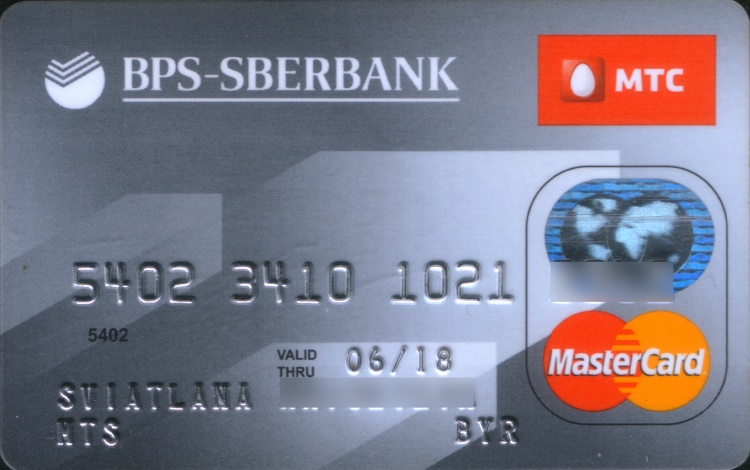 BPS-SBERBANK
МТС
5402 3410 1021
5402
VALID THRU 06/18
SVIATLANA
MTS BYR
MasterCard